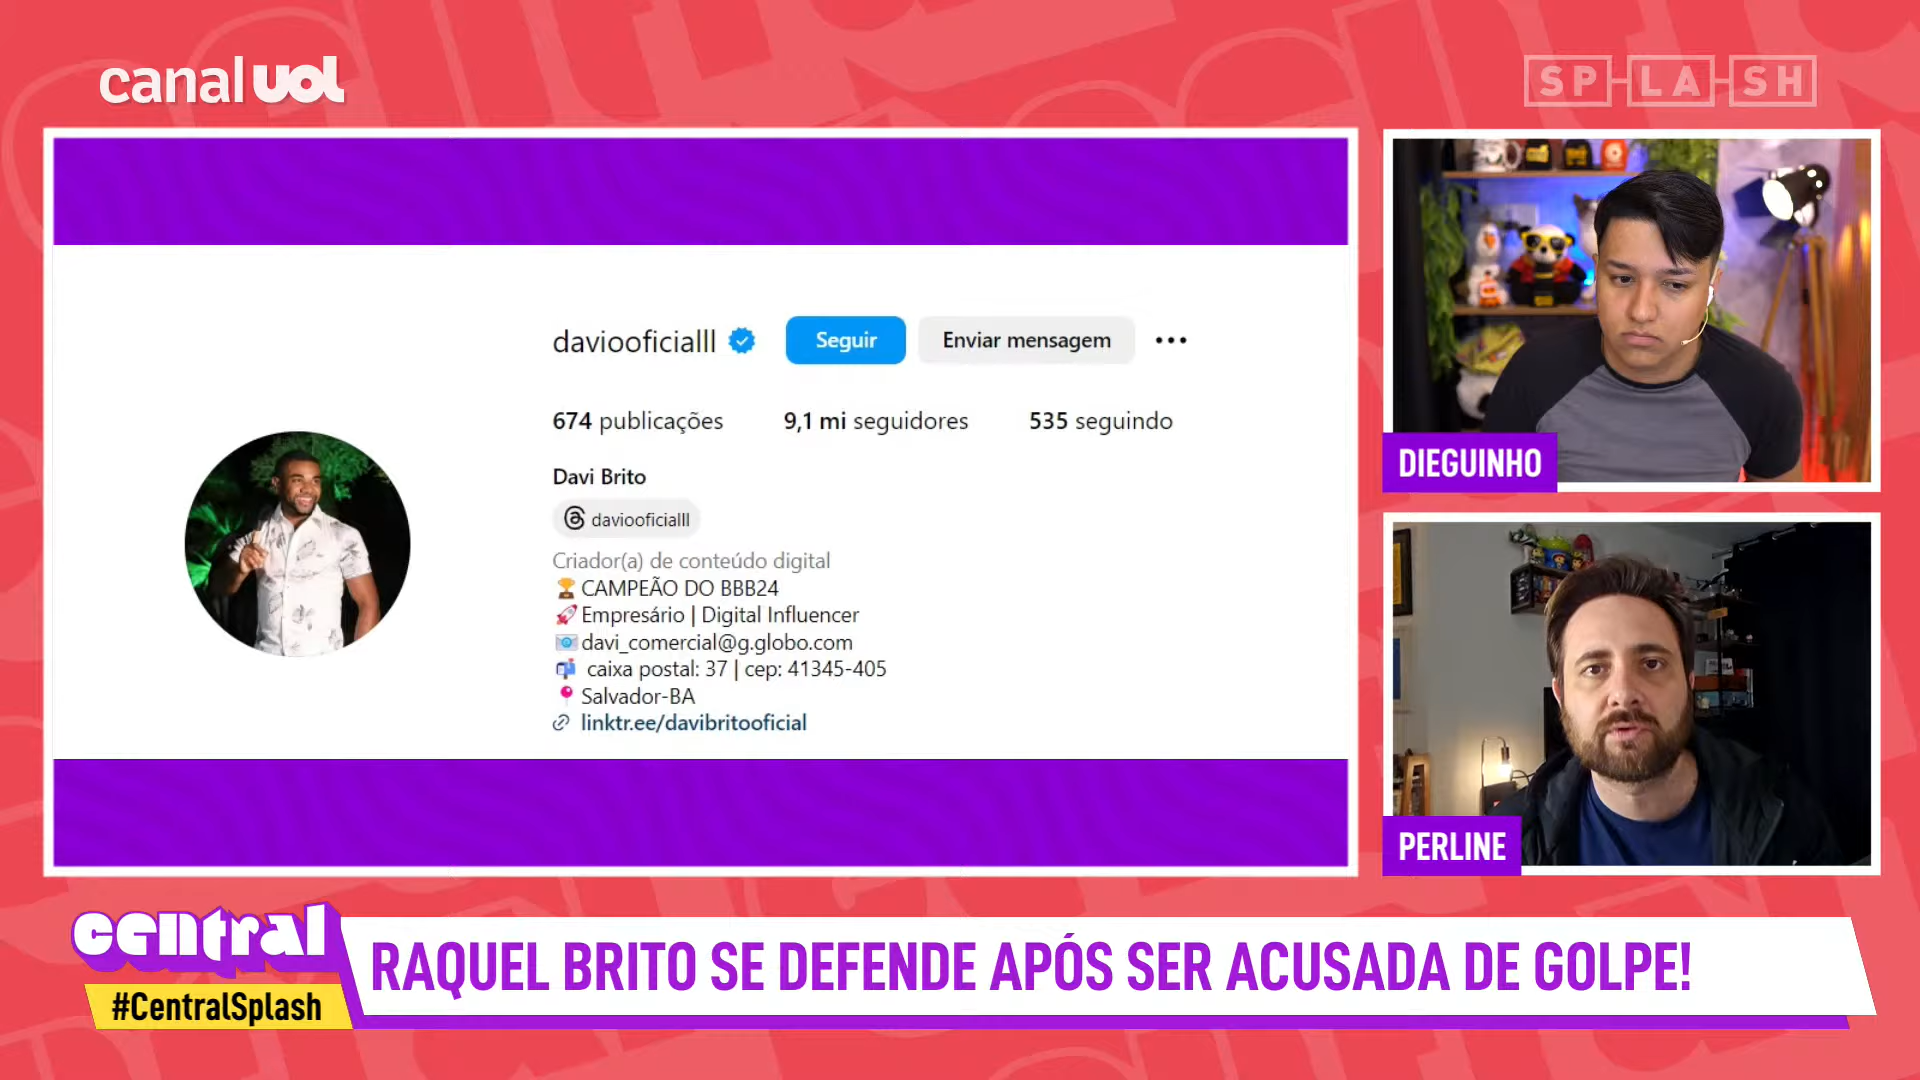 canal UOL
SPLASH
daviooficialll
Seguir
Enviar mensagem
674 publicações
9,1 mi seguidores
535 seguindo
Davi Brito
daviooficialll
Criador(a) de conteúdo digital
🏆 CAMPEÃO DO BBB24
🚀 Empresário | Digital Influencer
📧 davi_comercial@g.globo.com
📬 caixa postal: 37 | cep: 41345-405
📍 Salvador-BA
linktr.ee/davibritooficial
DIEGUINHO
PERLINE
central
#CentralSplash
RAQUEL BRITO SE DEFENDE APÓS SER ACUSADA DE GOLPE!